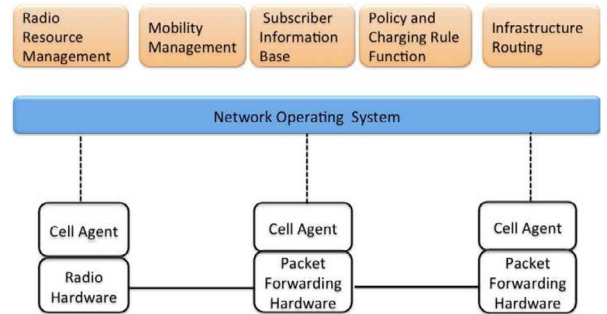 Radio
Resource
Management
Mobility
Management
Subscriber
Information
Base
Policy and
Charging Rule
Function
Infrastructure
Routing
Network Operating System
Cell Agent
Radio
Hardware
Cell Agent
Packet
Forwarding
Hardware
Cell Agent
Packet
Forwarding
Hardware